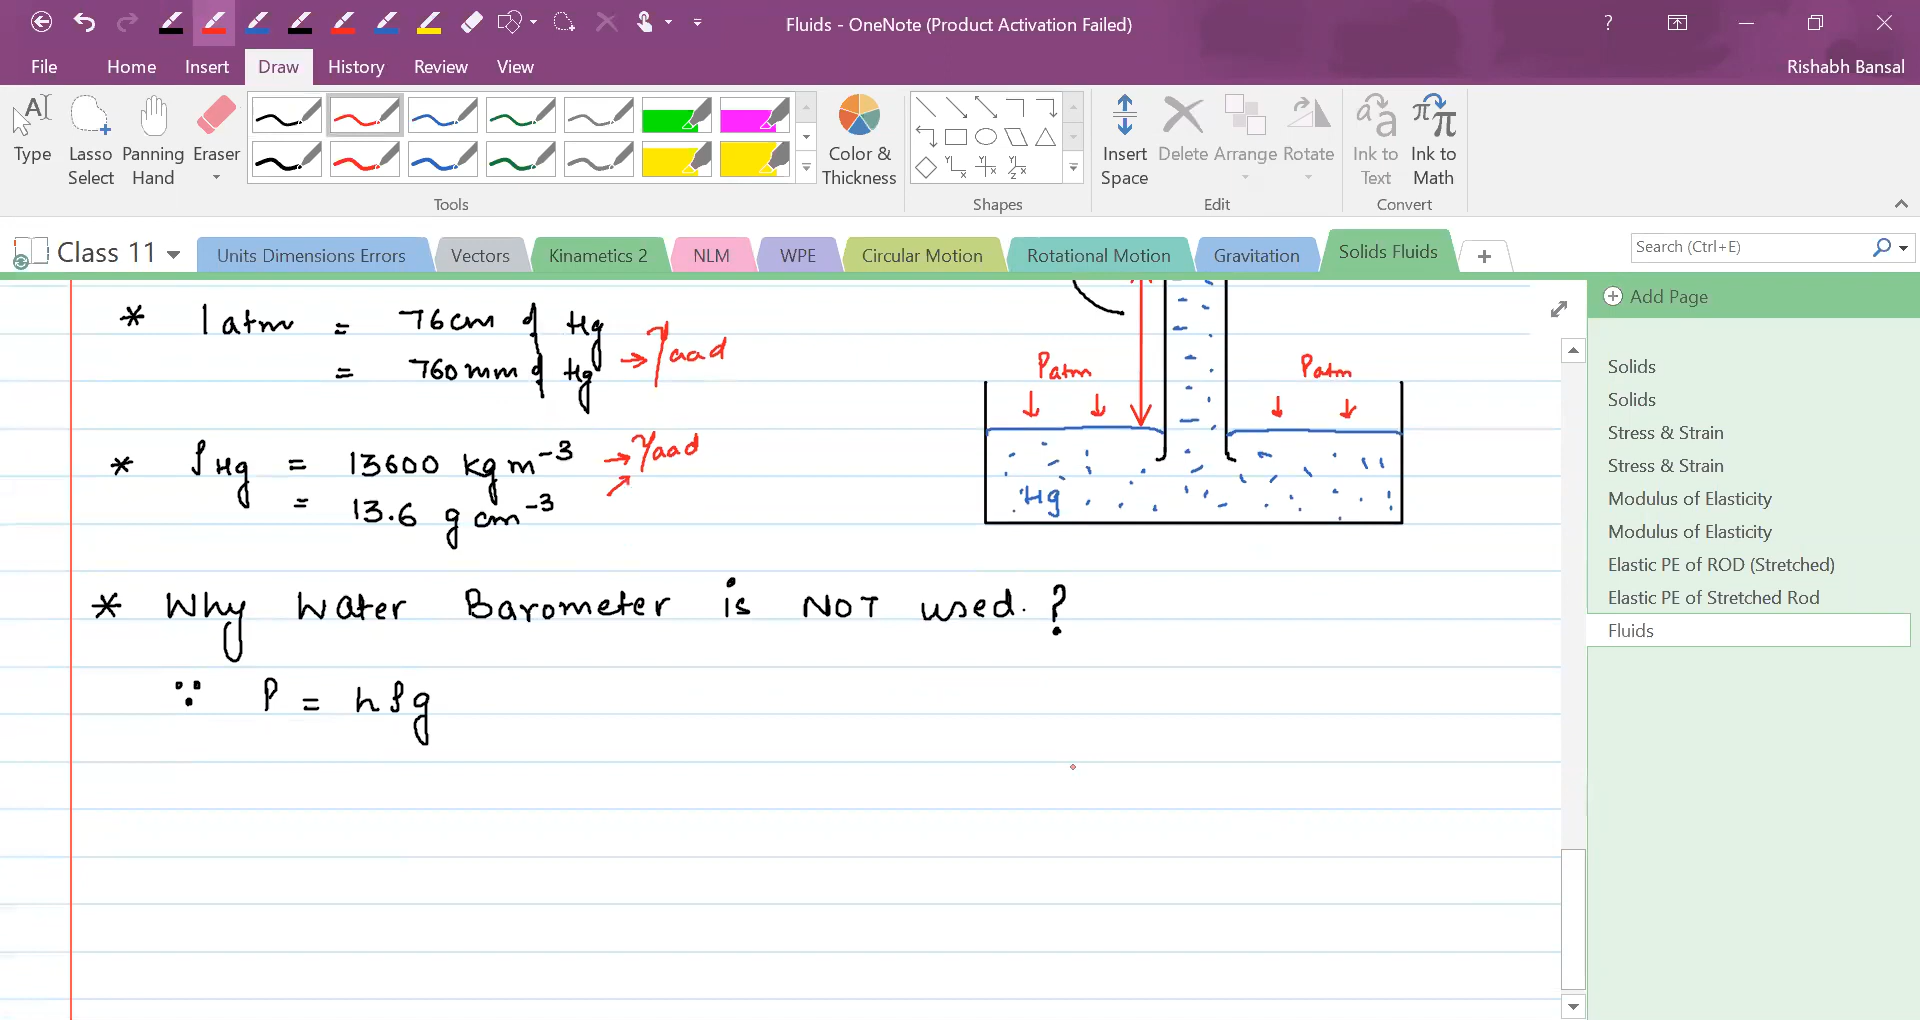 Fluids - OneNote (Product Activation Failed)
?
File Home Insert Draw History Review View
Rishabh Bansal
Type
Lasso Select
Panning Hand
Eraser
Color & Thickness
Insert Space
Delete Arrange Rotate
Ink to Text
Ink to Math
Tools Shapes Edit Convert
Class 11
Units Dimensions Errors Vectors Kinametics 2 NLM WPE Circular Motion Rotational Motion Gravitation Solids Fluids +
Search (Ctrl+E)
* 1 atm = 76 cm of Hg
= 760 mm of Hg → Yaad
* ρHg = 13600 kg m⁻³ → Yaad
= 13.6 g cm⁻³
Patm Patm
Hg
* Why Water Barometer is NOT used. ?
∵ P = hρg
Add Page
Solids
Solids
Stress & Strain
Stress & Strain
Modulus of Elasticity
Modulus of Elasticity
Elastic PE of ROD (Stretched)
Elastic PE of Stretched Rod
Fluids